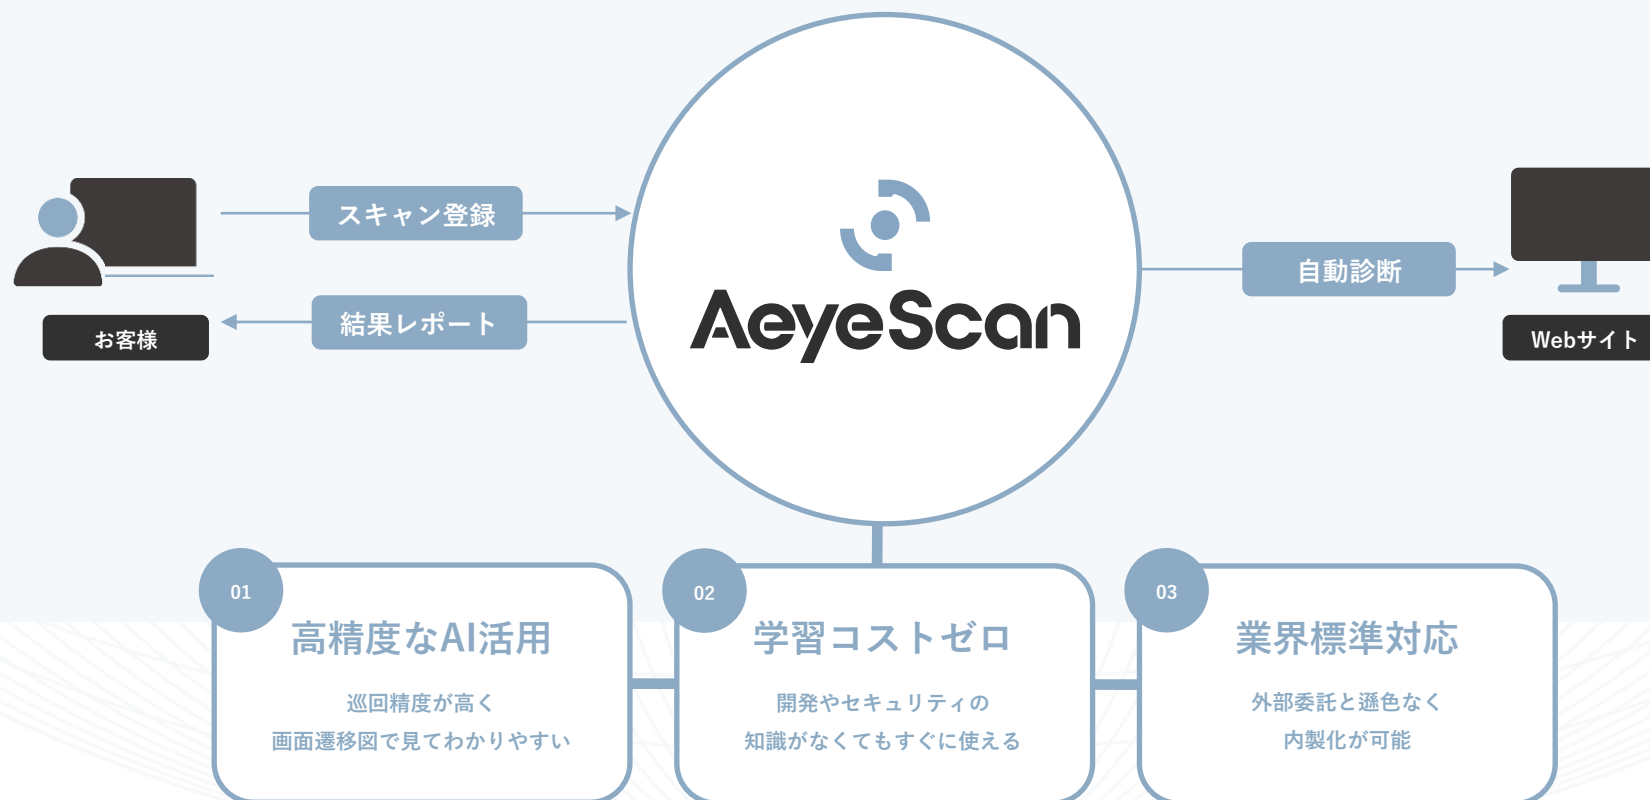 スキャン登録
結果レポート
お客様
AeyeScan
自動診断
Webサイト
01
高精度なAI活用
巡回精度が高く
画面遷移図で見てわかりやすい
02
学習コストゼロ
開発やセキュリティの
知識がなくてもすぐに使える
03
業界標準対応
外部委託と遜色なく
内製化が可能